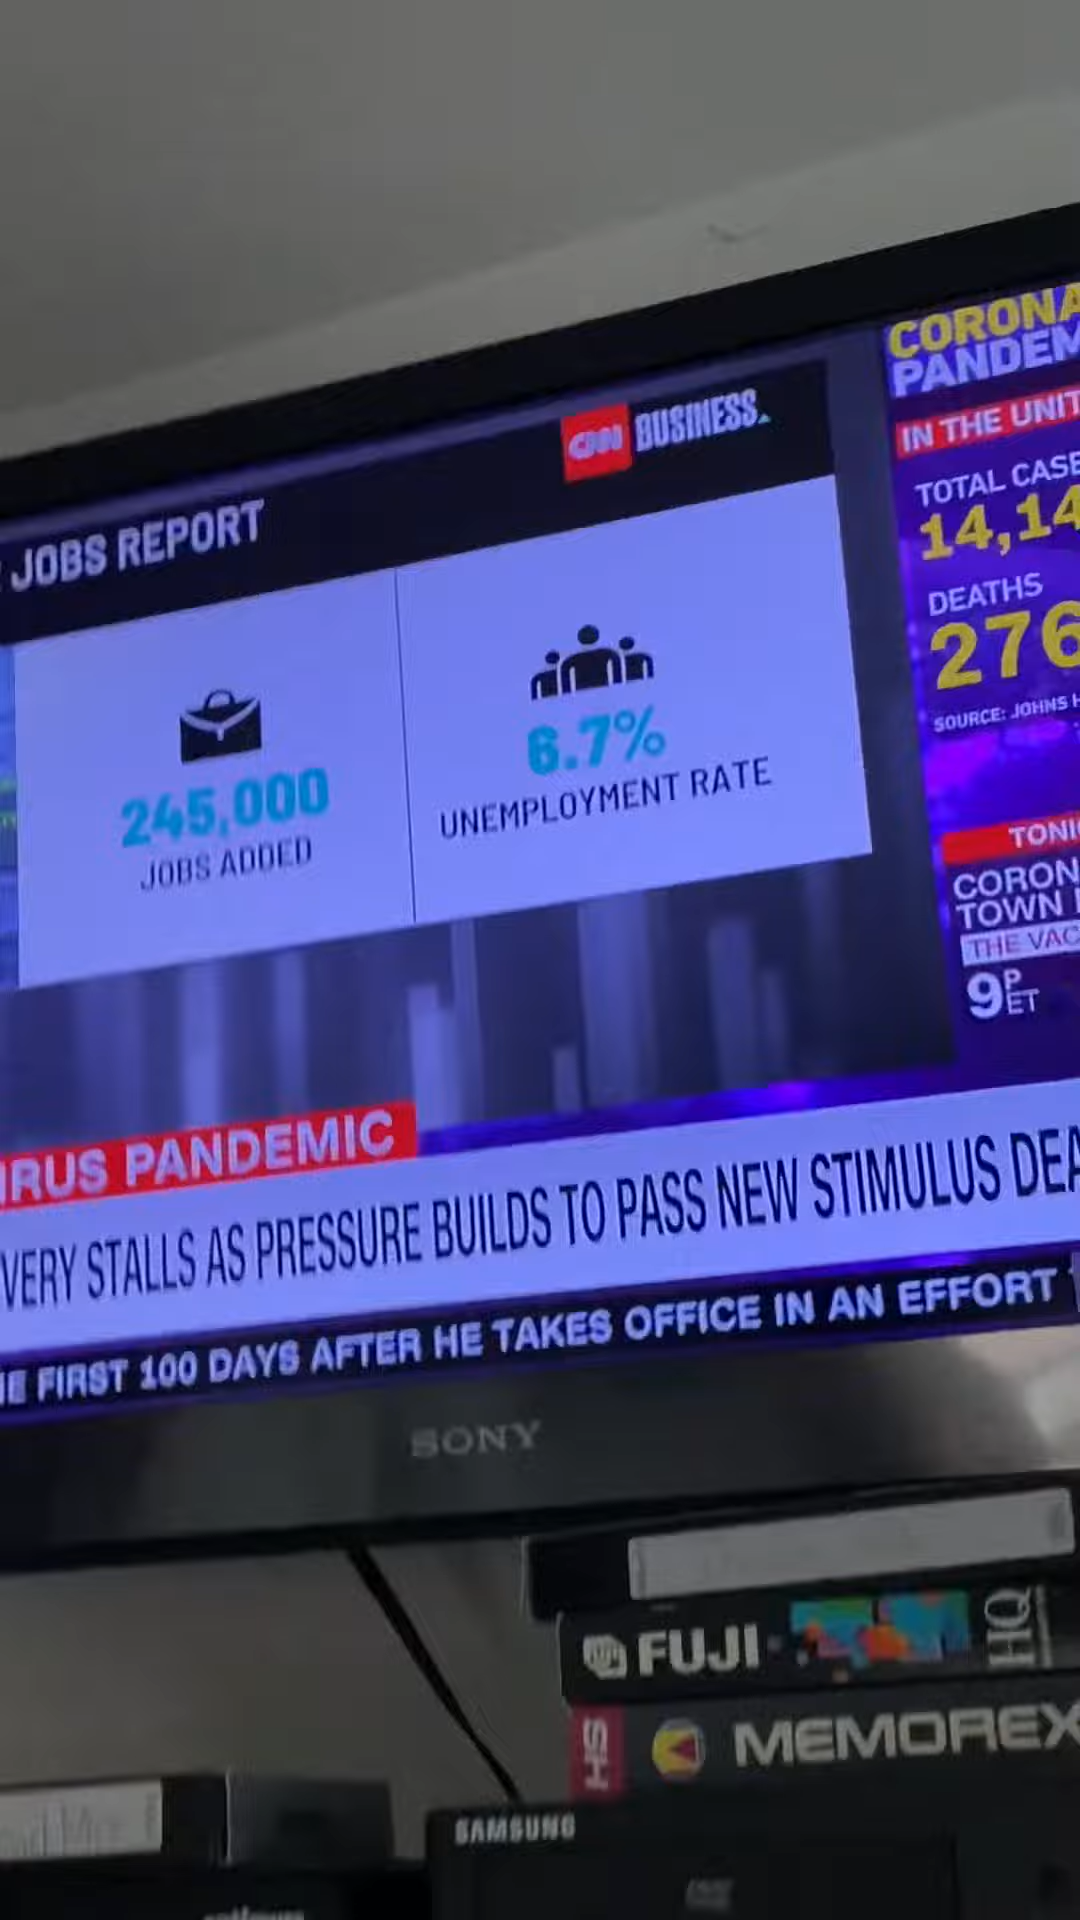 JOBS REPORT
CNN BUSINESS
245,000
JOBS ADDED
6.7%
UNEMPLOYMENT RATE
CORONA
PANDEM
IN THE UNIT
TOTAL CASE
14,14
DEATHS
276
SOURCE: JOHNS H
TONI
CORON
TOWN
THE VAC
9P ET
IRUS PANDEMIC
VERY STALLS AS PRESSURE BUILDS TO PASS NEW STIMULUS DEA
E FIRST 100 DAYS AFTER HE TAKES OFFICE IN AN EFFORT
SONY
FUJI HQ
HS MEMOREX
SAMSUNG